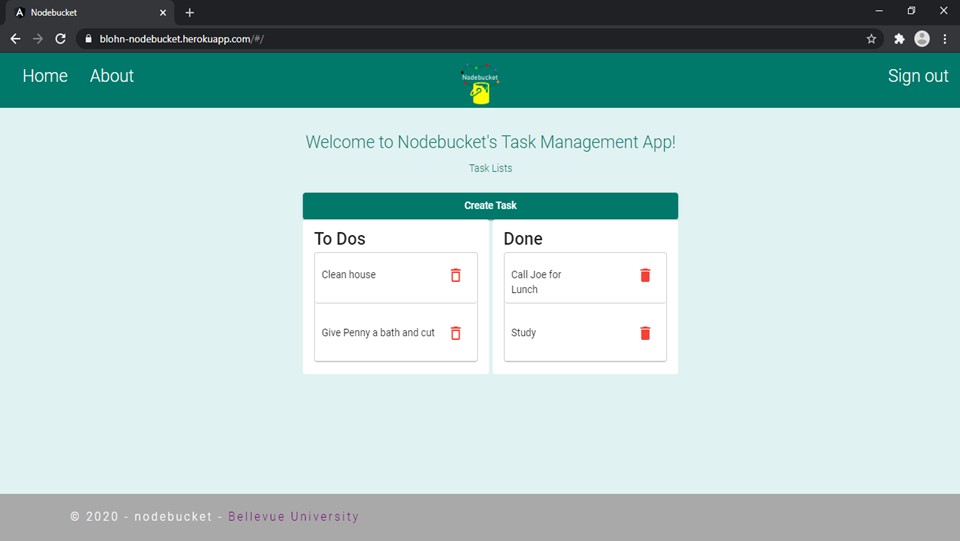 Nodebucket
blohn-nodebucket.herokuapp.com/#/
Home About Nodebucket Sign out
Welcome to Nodebucket's Task Management App!
Task Lists
Create Task
To Dos
Clean house
Give Penny a bath and cut
Done
Call Joe for
Lunch
Study
© 2020 - nodebucket - Bellevue University